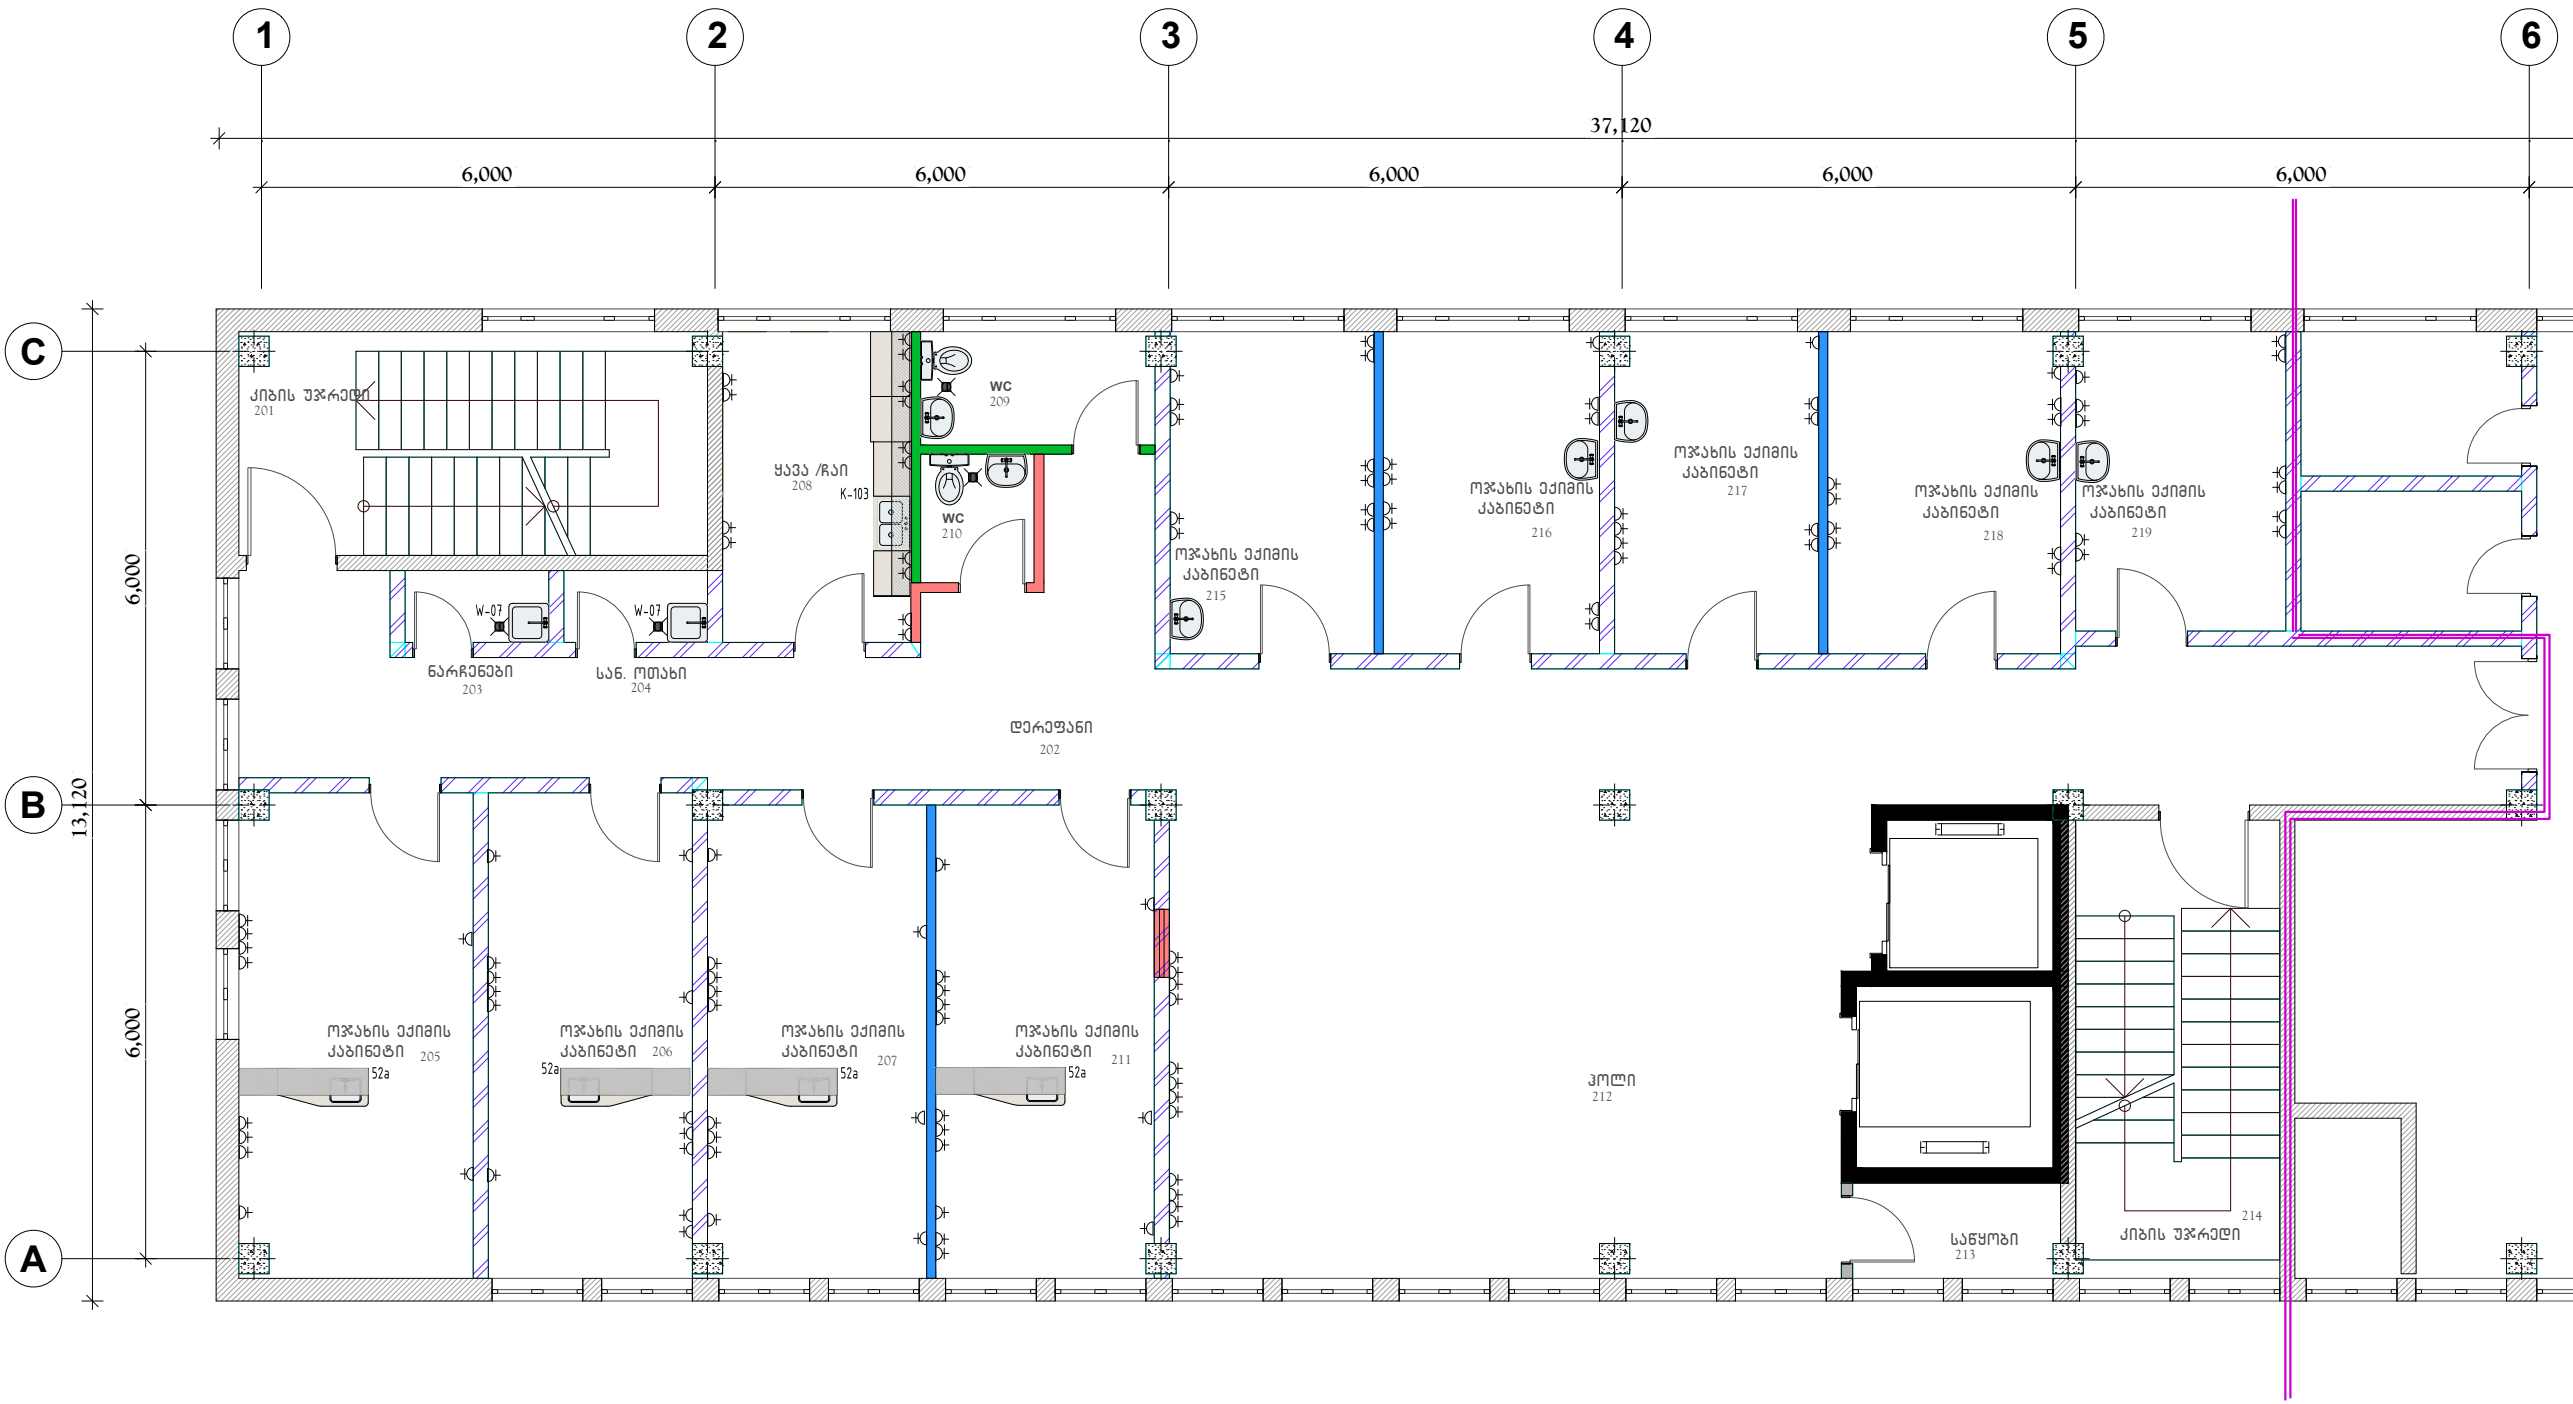 1 2 3 4 5 6
37,120
6,000 6,000 6,000 6,000 6,000
C
B
A
6,000
13,120
6,000
კიბის უჯრედი
201
ყავა /ჩაი
208
K-103
WC
209
WC
210
ოჯახის ექიმის
კაბინეტი
215
ოჯახის ექიმის
კაბინეტი
216
ოჯახის ექიმის
კაბინეტი
217
ოჯახის ექიმის
კაბინეტი
218
ოჯახის ექიმის
კაბინეტი
219
W-07
W-07
ნარჩენები
203
სან. ოთახი
204
დერეფანი
202
ოჯახის ექიმის
კაბინეტი 205
52a
ოჯახის ექიმის
კაბინეტი 206
52a
ოჯახის ექიმის
კაბინეტი 207
52a
ოჯახის ექიმის
კაბინეტი 211
52a
ჰოლი
212
საწყობი
213
214
კიბის უჯრედი